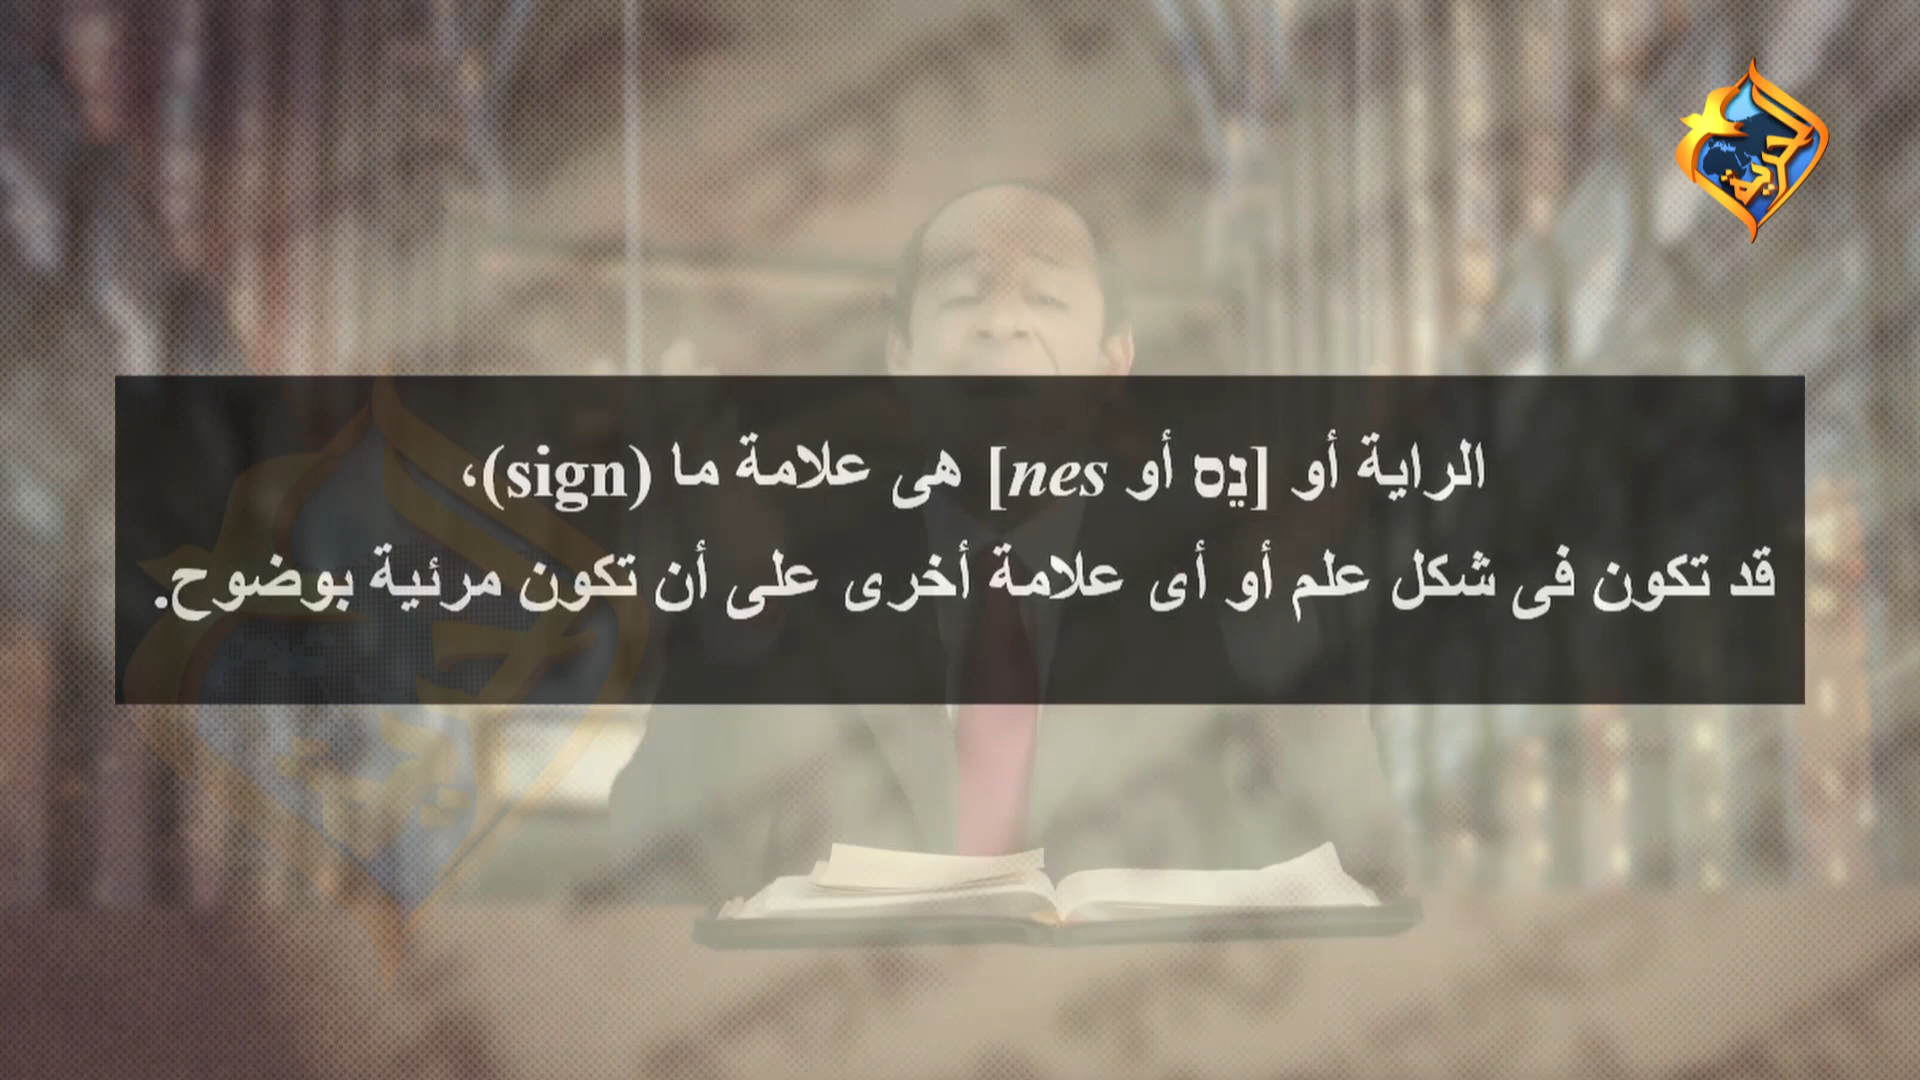 الحرية
الراية أو [נֵס أو nes] هى علامة ما (sign)،
قد تكون فى شكل علم أو أى علامة أخرى على أن تكون مرئية بوضوح.